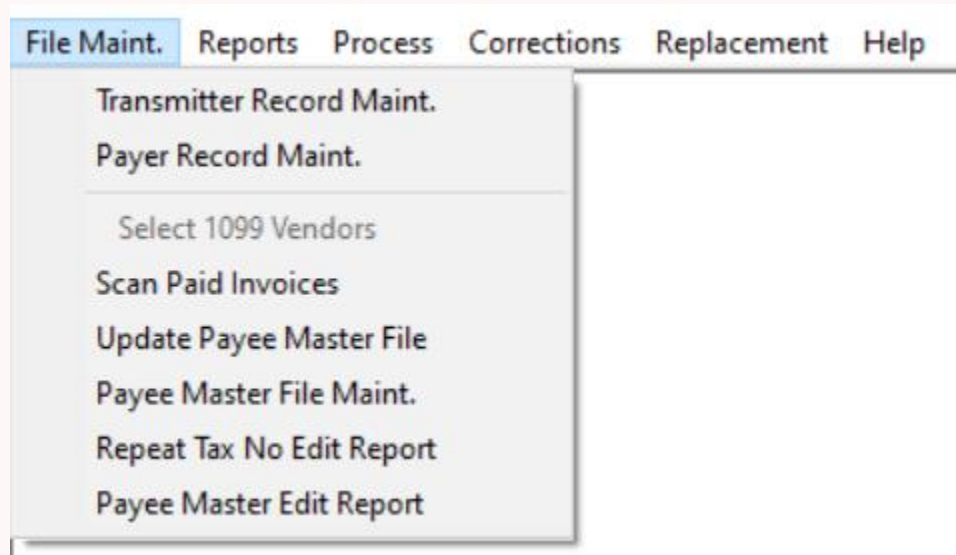 File Maint. Reports Process Corrections Replacement Help
Transmitter Record Maint.
Payer Record Maint.
Select 1099 Vendors
Scan Paid Invoices
Update Payee Master File
Payee Master File Maint.
Repeat Tax No Edit Report
Payee Master Edit Report